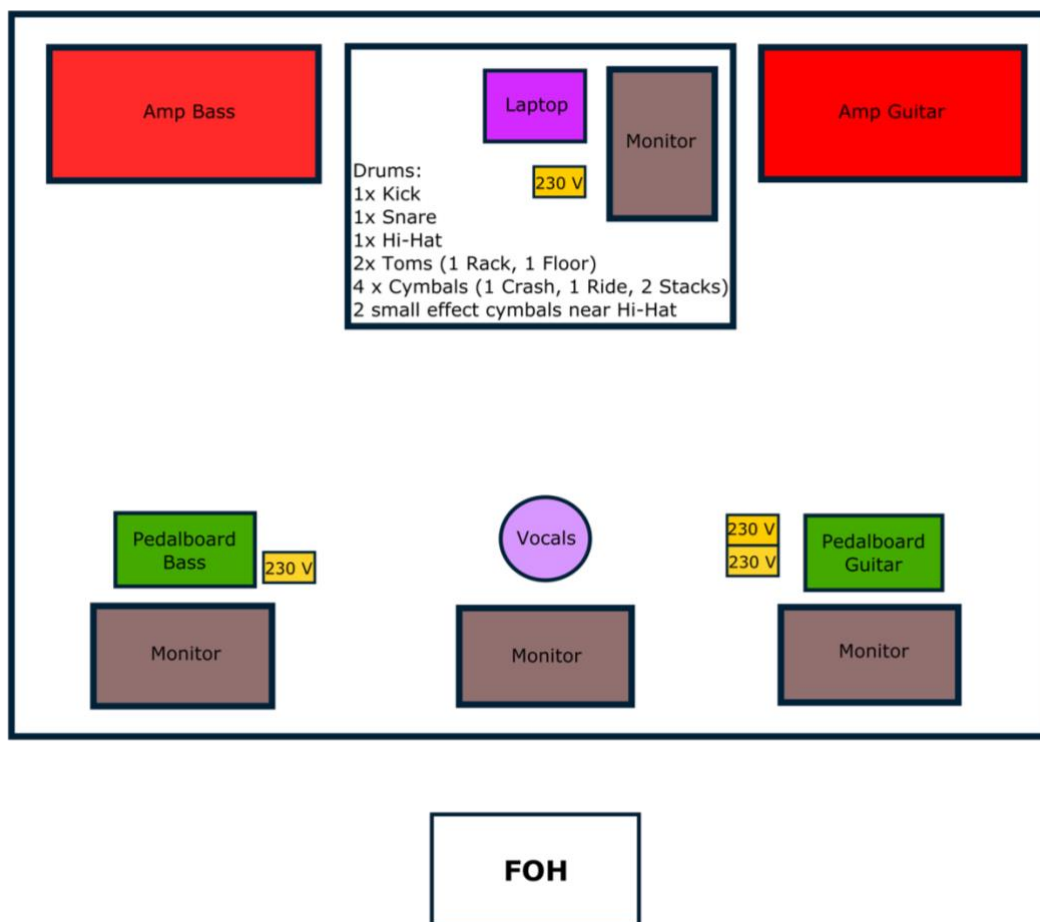 Amp Bass
Laptop
Monitor
Amp Guitar
230 V
Drums:
1x Kick
1x Snare
1x Hi-Hat
2x Toms (1 Rack, 1 Floor)
4 x Cymbals (1 Crash, 1 Ride, 2 Stacks)
2 small effect cymbals near Hi-Hat
Pedalboard
Bass
230 V
Vocals
230 V
230 V
Pedalboard
Guitar
Monitor
Monitor
Monitor
FOH